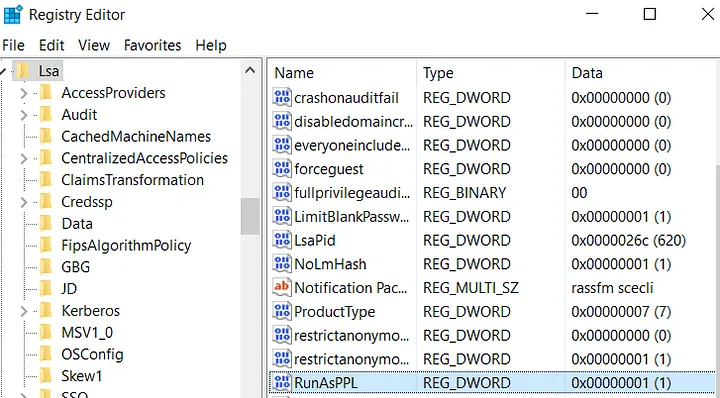 Registry Editor
File Edit View Favorites Help
Lsa
AccessProviders
Audit
CachedMachineNames
CentralizedAccessPolicies
ClaimsTransformation
Credssp
Data
FipsAlgorithmPolicy
GBG
JD
Kerberos
MSV1_0
OSConfig
Skew1
SSO
Name Type Data
crashonauditfail REG_DWORD 0x00000000 (0)
disabledomaincr... REG_DWORD 0x00000000 (0)
everyoneinclude... REG_DWORD 0x00000000 (0)
forceguest REG_DWORD 0x00000000 (0)
fullprivilegeaudi... REG_BINARY 00
LimitBlankPassw... REG_DWORD 0x00000001 (1)
LsaPid REG_DWORD 0x0000026c (620)
NoLmHash REG_DWORD 0x00000001 (1)
ab Notification Pac... REG_MULTI_SZ rassfm scecli
ProductType REG_DWORD 0x00000007 (7)
restrictanonymo... REG_DWORD 0x00000000 (0)
restrictanonymo... REG_DWORD 0x00000001 (1)
RunAsPPL REG_DWORD 0x00000001 (1)